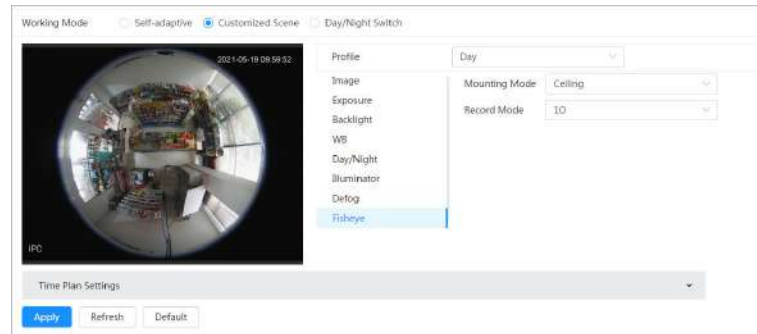 Working Mode Self-adaptive Customized Scene Day/Night Switch
2021-05-19 09:59:52
IPC
Profile Day
Image
Exposure
Backlight
WB
Day/Night
Illuminator
Defog
Fisheye
Mounting Mode Ceiling
Record Mode 1O
Time Plan Settings
Apply Refresh Default